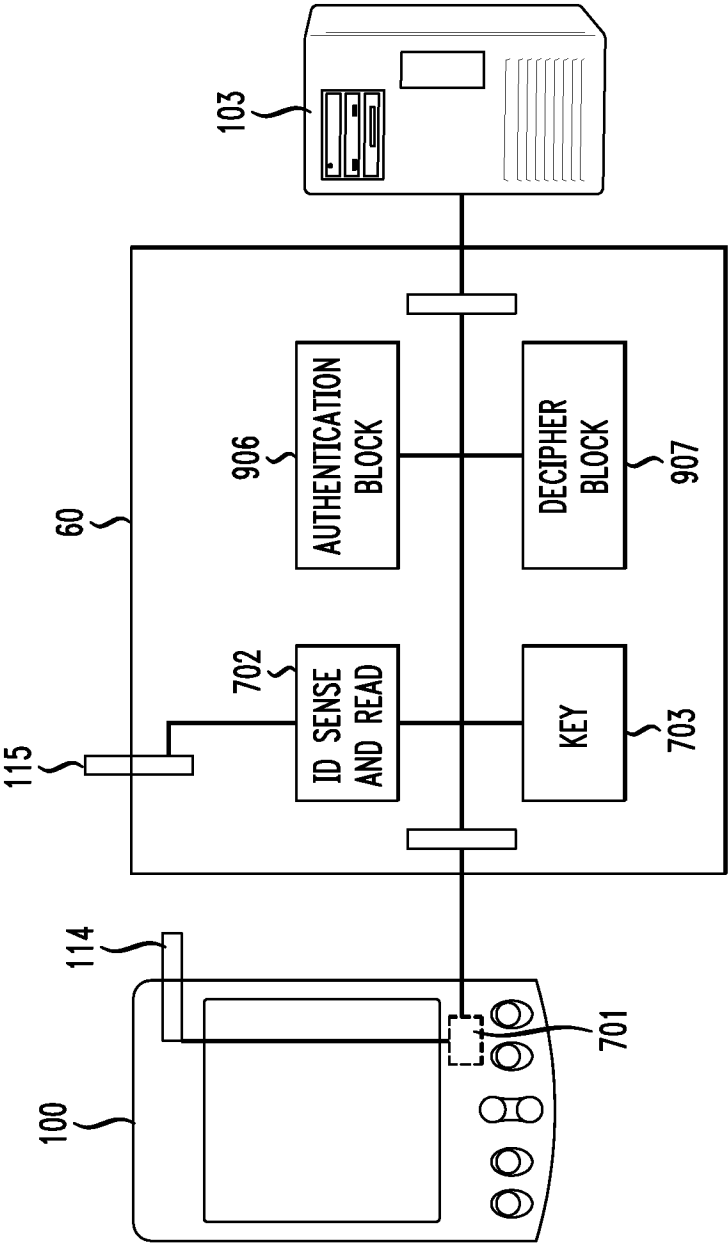 100
114
701
115
60
702
ID SENSE
AND READ
KEY
703
906
AUTHENTICATION
BLOCK
DECIPHER
BLOCK
907
103